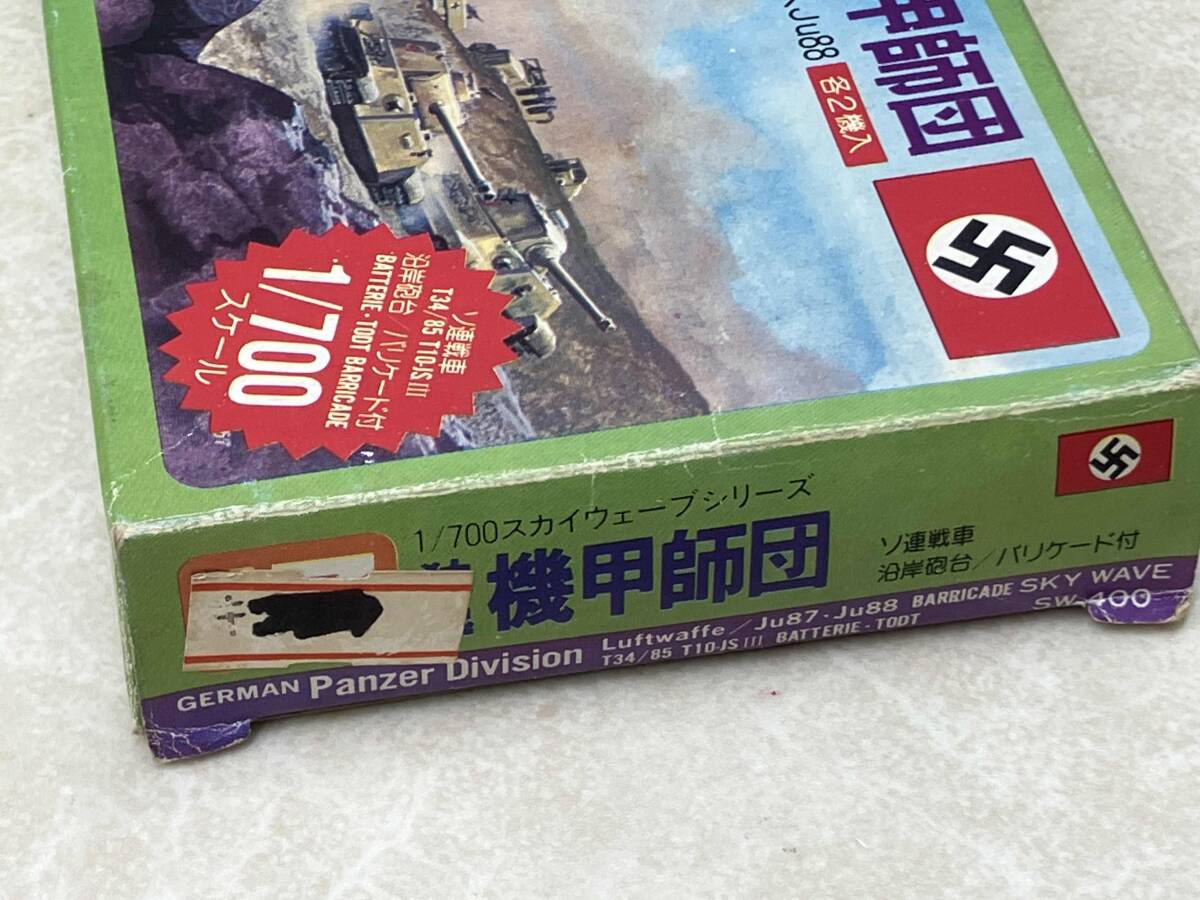 甲師団
Ju88
各2機入
ソ連戦車
T34/85 T10-JSIII
沿岸砲台/バリケード付
BATTERIE・TODT BARRICADE
1/700
スケール
1/700スカイウェーブシリーズ
機甲師団
ソ連戦車
沿岸砲台/バリケード付
GERMAN Panzer Division
Luftwaffe/Ju87・Ju88 BARRICADE
T34/85 T10-JSIII BATTERIE・TODT
SKY WAVE
SW-400